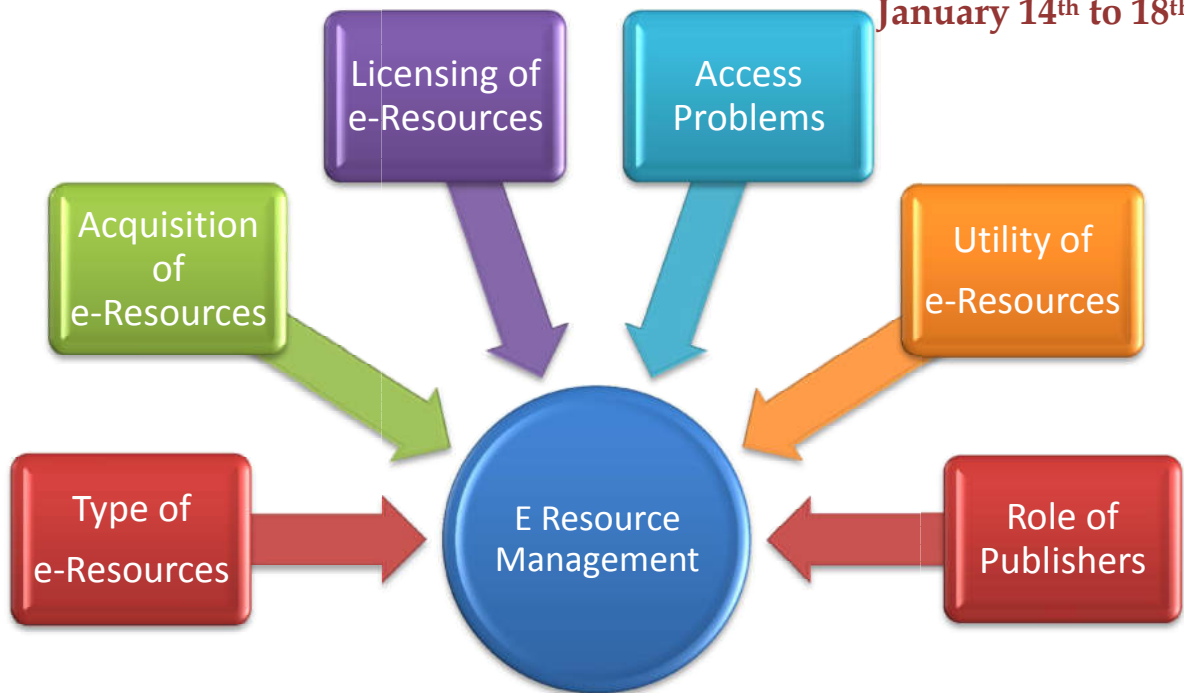 January 14th to 18th
Licensing of
e-Resources
Access
Problems
Acquisition
of
e-Resources
Utility of
e-Resources
Type of
e-Resources
E Resource
Management
Role of
Publishers